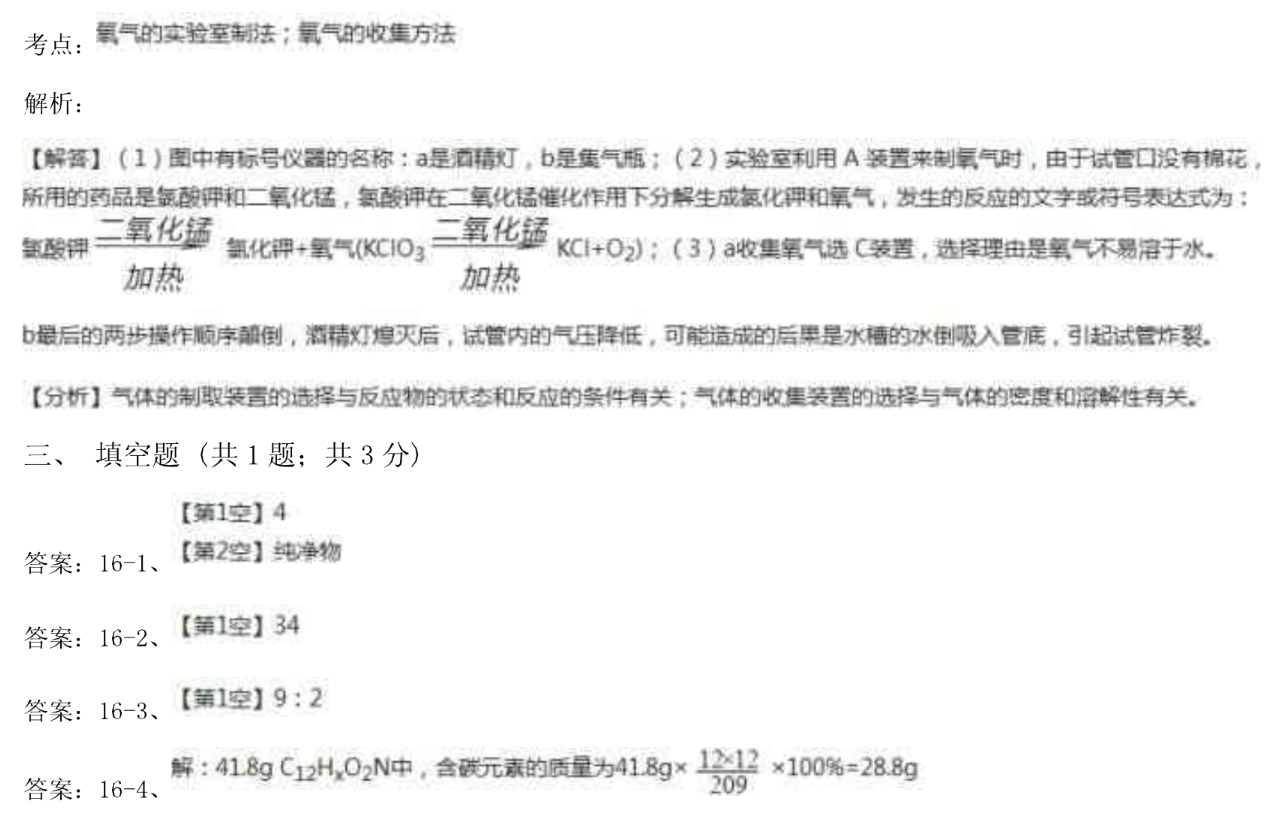 考点：氧气的实验室制法；氧气的收集方法
解析：
【解答】（1）图中有标号仪器的名称：a是酒精灯，b是集气瓶；（2）实验室利用 A 装置来制氧气时，由于试管口没有棉花，
所用的药品是氯酸钾和二氧化锰，氯酸钾在二氧化锰催化作用下分解生成氯化钾和氧气，发生的反应的文字或符号表达式为：
氯酸钾 二氧化锰 加热 氯化钾+氧气(KClO3 二氧化锰 加热 KCl+O2)；（3）a收集氧气选 C装置，选择理由是氧气不易溶于水。
b最后的两步操作顺序颠倒，酒精灯熄灭后，试管内的气压降低，可能造成的后果是水槽的水倒吸入管底，引起试管炸裂。
【分析】气体的制取装置的选择与反应物的状态和反应的条件有关；气体的收集装置的选择与气体的密度和溶解性有关。
三、 填空题（共 1 题；共 3 分）
【第1空】4
答案：16-1、【第2空】纯净物
答案：16-2、【第1空】34
答案：16-3、【第1空】9：2
答案：16-4、解：41.8g C12HxO2N中，含碳元素的质量为41.8g× 12×12/209 ×100%=28.8g